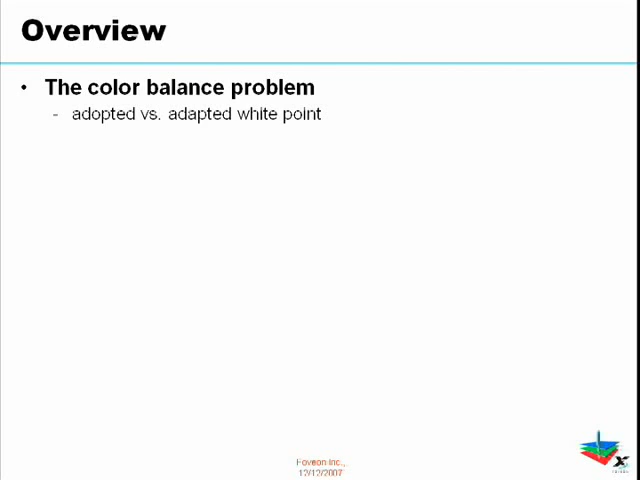 Overview
• The color balance problem
- adopted vs. adapted white point
Foveon Inc.,
12/12/2007